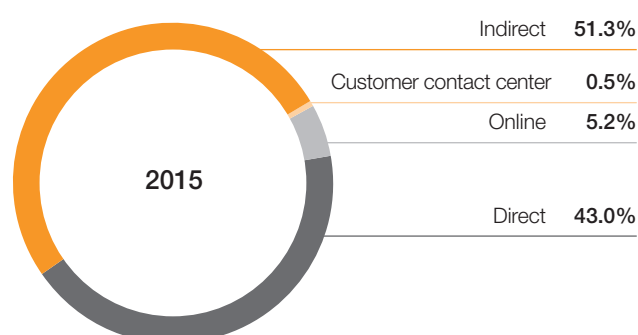 Indirect 51.3%
Customer contact center 0.5%
Online 5.2%
2015
Direct 43.0%